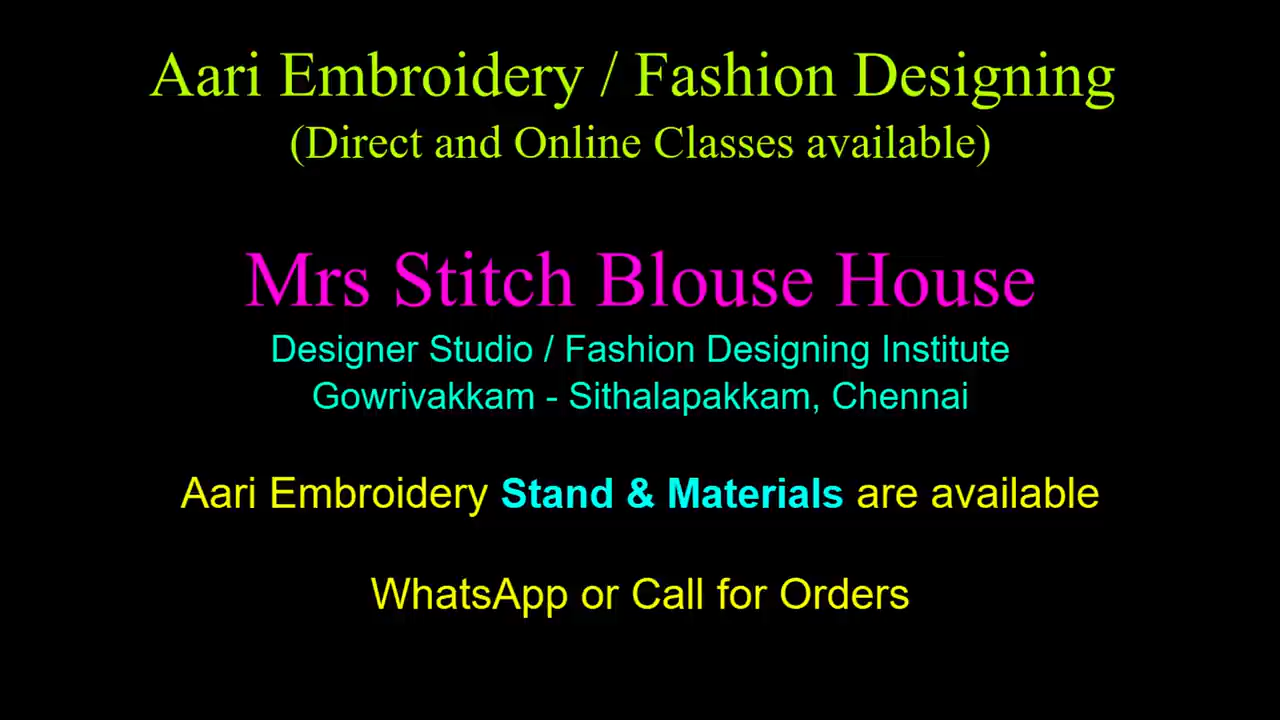 Aari Embroidery / Fashion Designing
(Direct and Online Classes available)
Mrs Stitch Blouse House
Designer Studio / Fashion Designing Institute
Gowrivakkam - Sithalapakkam, Chennai
Aari Embroidery Stand & Materials are available
WhatsApp or Call for Orders